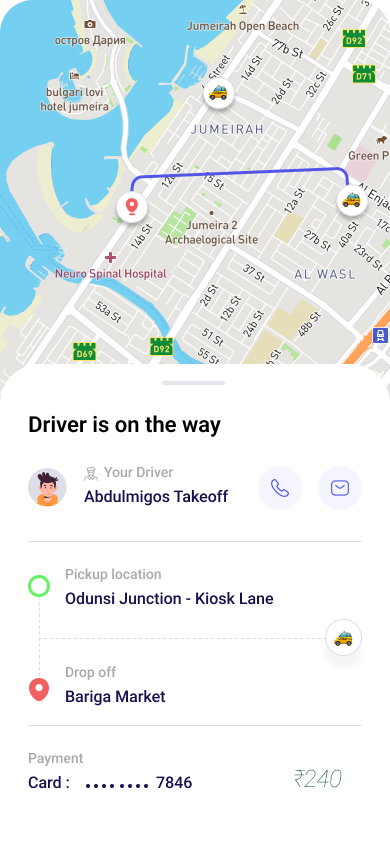 Jumeirah Open Beach
26c St
D92
остров Дария
77b St
D71
14d St
Street
32c St
bulgari lovi
hotel jumeira
26d St
JUMEIRAH
Green P
15 St
12a St
Jumeira 2
Archaelogical Site
14b St
40a
27b St
23d St
Neuro Spinal Hospital
37 St
AL WASL
2d St
12b St
24b St
48b St
53a St
51 St
55 St
D69
D92
Driver is on the way
Your Driver
Abdulmigos Takeoff
Pickup location
Odunsi Junction - Kiosk Lane
Drop off
Bariga Market
Payment
Card : •••• •••• 7846
₹240